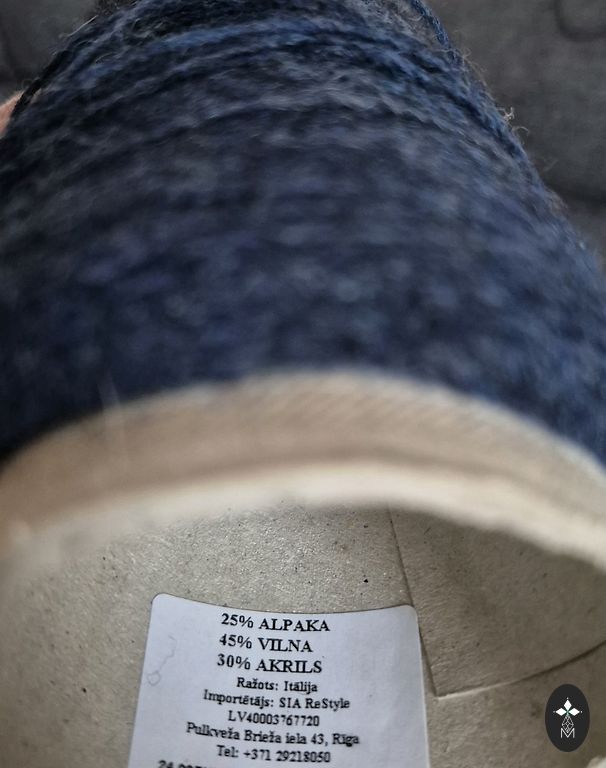 25% ALPAKA
45% VILNA
30% AKRILS
Ražots: Itālija
Importētājs: SIA ReStyle
LV40003767720
Pulkveža Brieža iela 43, Rīga
Tel: +371 29218050
M